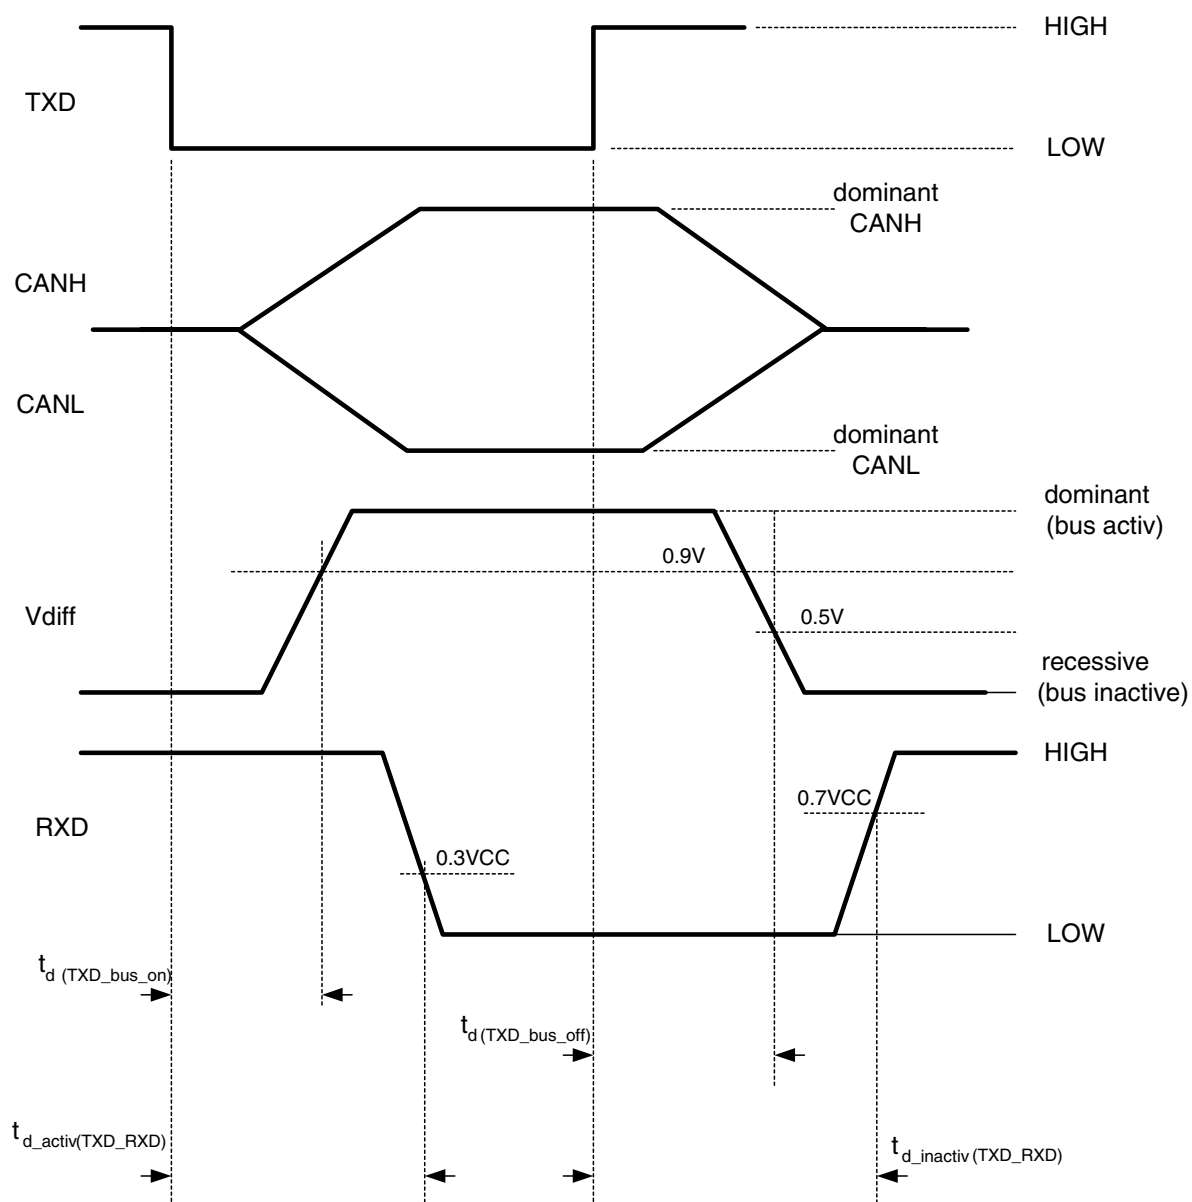 HIGH
TXD
LOW
dominant
CANH
CANH
CANL
dominant
CANL
dominant
(bus activ)
0.9V
Vdiff
0.5V
recessive
(bus inactive)
HIGH
0.7VCC
RXD
0.3VCC
LOW
td (TXD_bus_on)
td (TXD_bus_off)
td_activ(TXD_RXD)
td_inactiv (TXD_RXD)